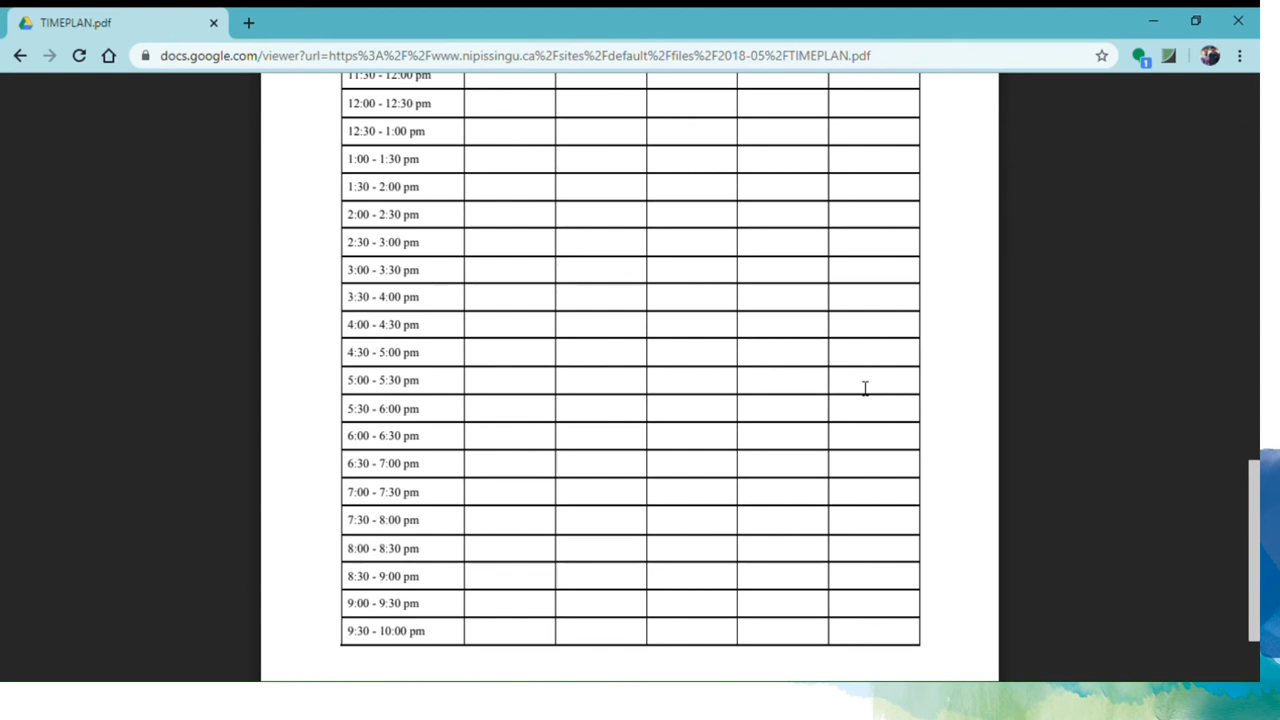 TIMEPLAN.pdf
docs.google.com/viewer?url=https%3A%2F%2Fwww.nipissingu.ca%2Fsites%2Fdefault%2Ffiles%2F2018-05%2FTIMEPLAN.pdf
1
11:30 - 12:00 pm
12:00 - 12:30 pm
12:30 - 1:00 pm
1:00 - 1:30 pm
1:30 - 2:00 pm
2:00 - 2:30 pm
2:30 - 3:00 pm
3:00 - 3:30 pm
3:30 - 4:00 pm
4:00 - 4:30 pm
4:30 - 5:00 pm
5:00 - 5:30 pm
5:30 - 6:00 pm
6:00 - 6:30 pm
6:30 - 7:00 pm
7:00 - 7:30 pm
7:30 - 8:00 pm
8:00 - 8:30 pm
8:30 - 9:00 pm
9:00 - 9:30 pm
9:30 - 10:00 pm